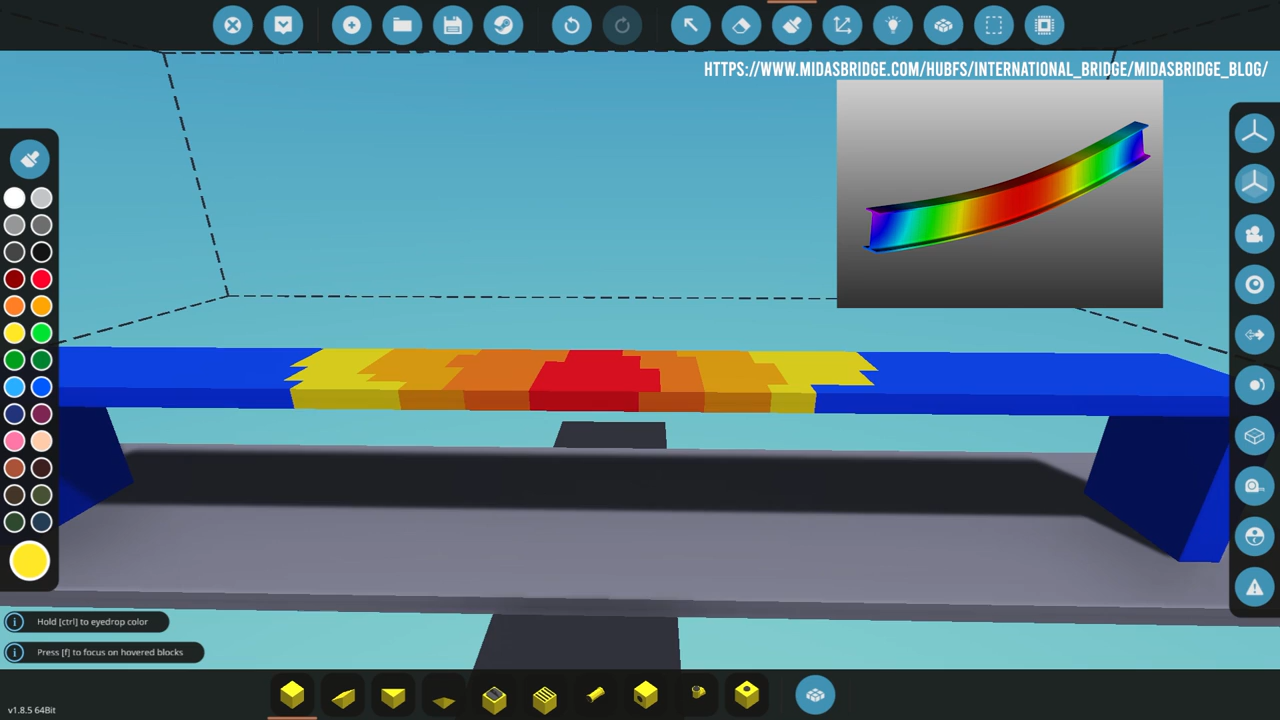 HTTPS://WWW.MIDASBRIDGE.COM/HUBFS/INTERNATIONAL_BRIDGE/MIDASBRIDGE_BLOG/
Hold [ctrl] to eyedrop color
Press [f] to focus on hovered blocks
v1.8.5 64Bit